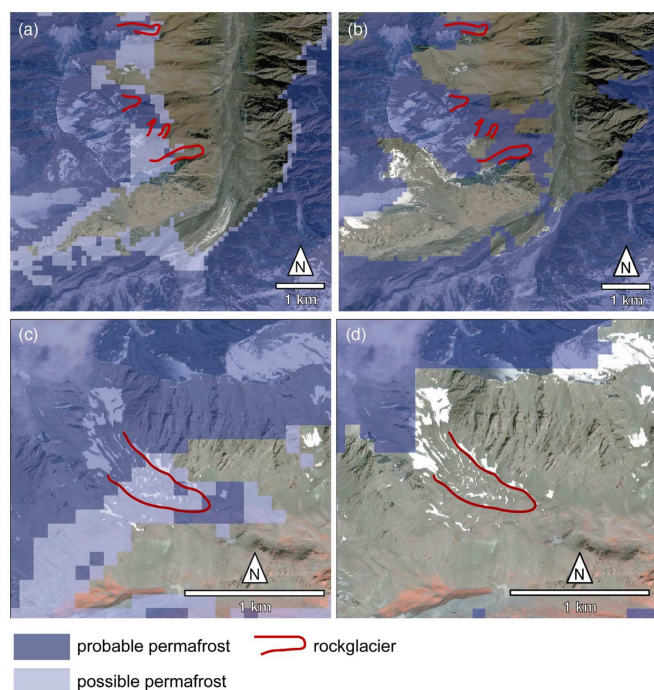 (a)
(b)
N
1 km
N
1 km
(c)
(d)
N
1 km
N
1 km
probable permafrost
rockglacier
possible permafrost